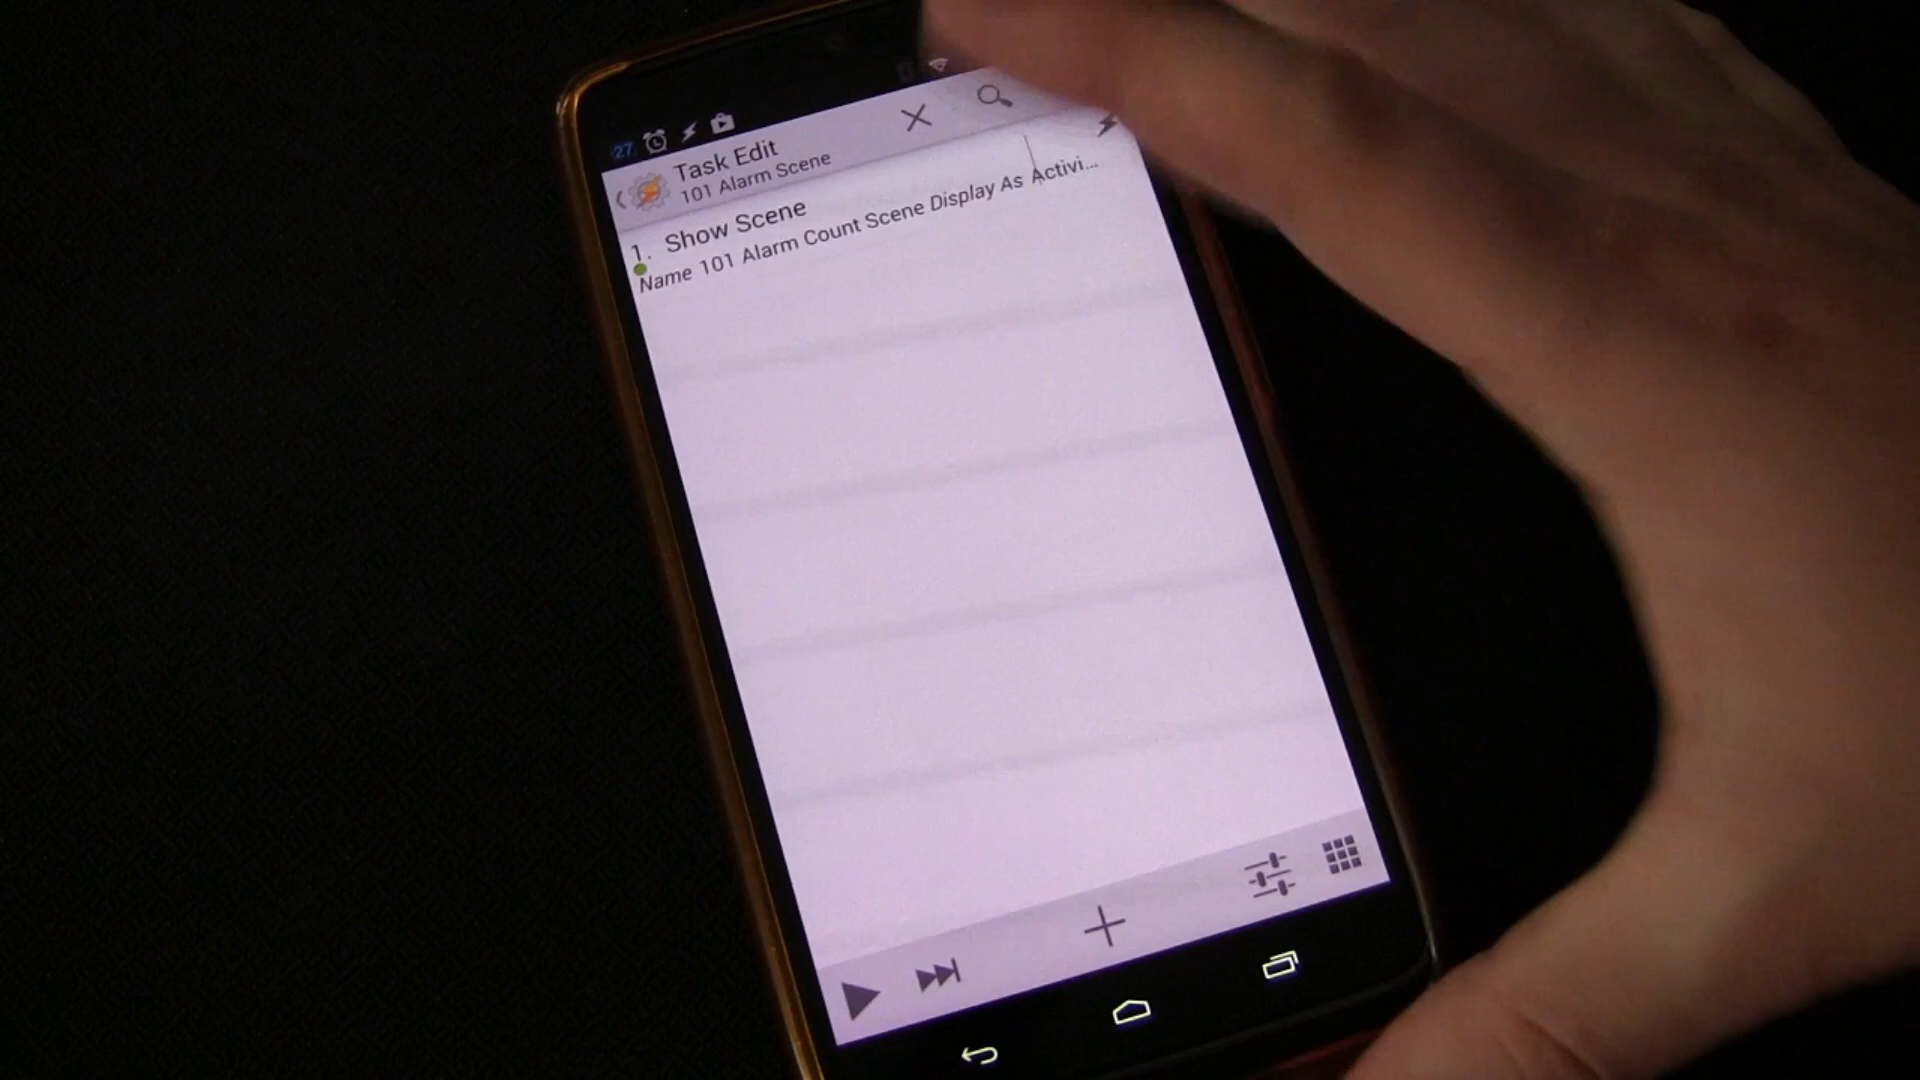 27
Task Edit
101 Alarm Scene
1. Show Scene
Name 101 Alarm Count Scene Display As Activi...